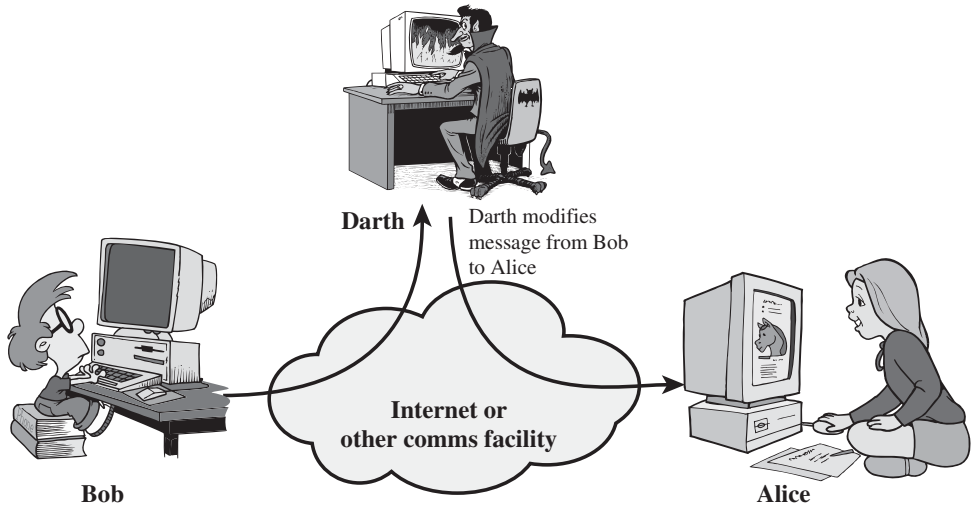 Darth
Darth modifies
message from Bob
to Alice
Internet or
other comms facility
Bob
Alice